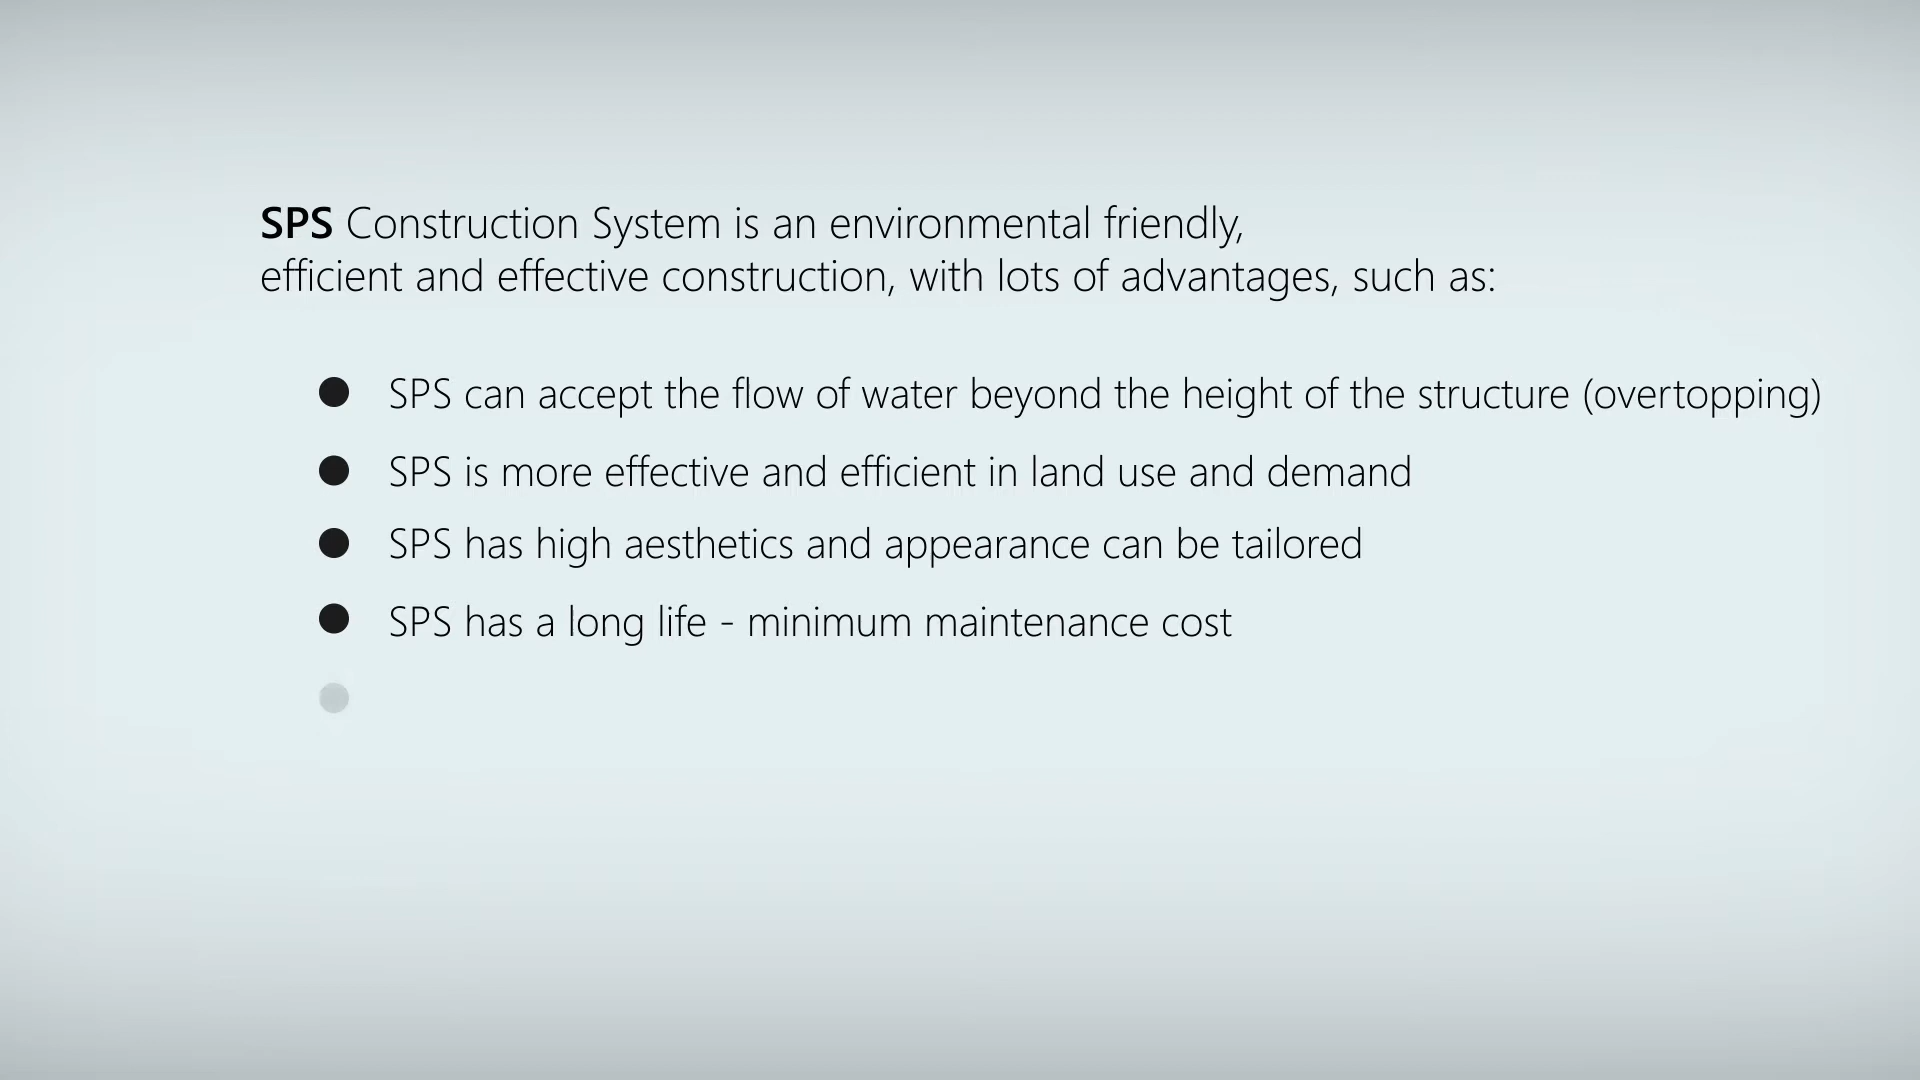 SPS Construction System is an environmental friendly,
efficient and effective construction, with lots of advantages, such as:
● SPS can accept the flow of water beyond the height of the structure (overtopping)
● SPS is more effective and efficient in land use and demand
● SPS has high aesthetics and appearance can be tailored
● SPS has a long life - minimum maintenance cost